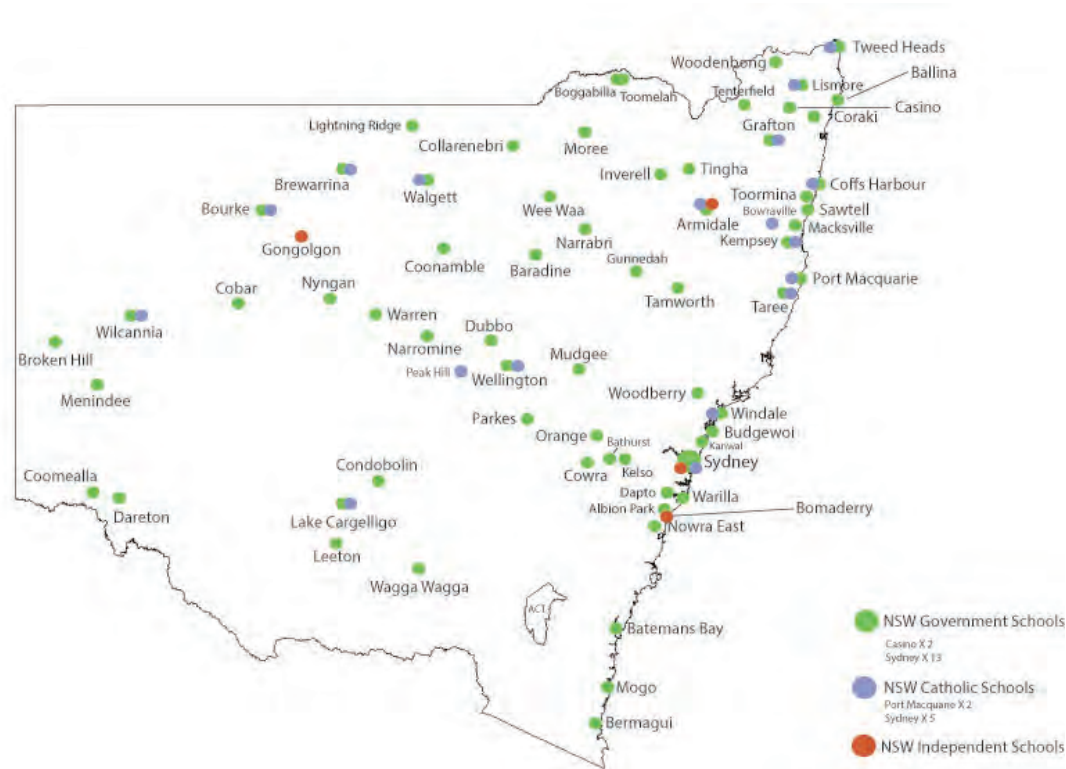 Tweed Heads
Woodenbong
Ballina
Boggabilla
Toomelah
Tenterfield
Lismore
Casino
Grafton
Coraki
Lightning Ridge
Collarenebri
Moree
Inverell
Tingha
Brewarrina
Walgett
Coffs Harbour
Toormina
Bourke
Wee Waa
Armidale
Bowraville
Sawtell
Macksville
Gongolgon
Narrabri
Kempsey
Coonamble
Baradine
Gunnedah
Port Macquarie
Cobar
Nyngan
Tamworth
Taree
Wilcannia
Warren
Dubbo
Narromine
Mudgee
Broken Hill
Peak Hill
Wellington
Menindee
Woodberry
Windale
Parkes
Budgewoi
Orange
Bathurst
Kanwal
Cowra
Kelso
Sydney
Condobolin
Coomealla
Dapto
Warilla
Dareton
Albion Park
Bomaderry
Lake Cargelligo
Nowra East
Leeton
Wagga Wagga
ACT
NSW Government Schools
Casino X 2
Sydney X 13
Batemans Bay
NSW Catholic Schools
Port Macquarie X 2
Sydney X 5
Mogo
Bermagui
NSW Independent Schools